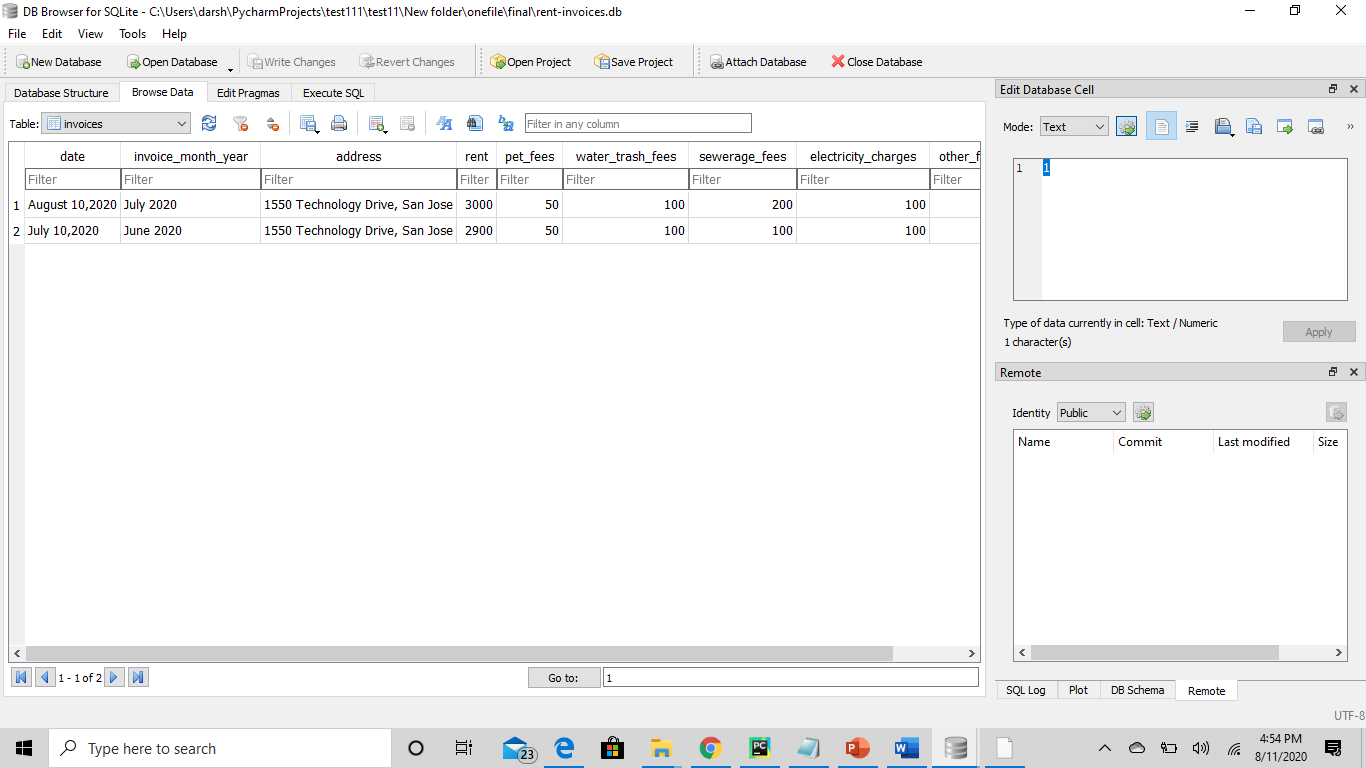 DB Browser for SQLite - C:\Users\darsh\PycharmProjects\test111\test11\New folder\onefile\final\rent-invoices.db
File Edit View Tools Help
New Database Open Database Write Changes Revert Changes Open Project Save Project Attach Database Close Database
Database Structure Browse Data Edit Pragmas Execute SQL
Table: invoices Filter in any column
date invoice_month_year address rent pet_fees water_trash_fees sewerage_fees electricity_charges other_f
Filter Filter Filter Filter Filter Filter Filter Filter Filter
1 August 10,2020 July 2020 1550 Technology Drive, San Jose 3000 50 100 200 100
2 July 10,2020 June 2020 1550 Technology Drive, San Jose 2900 50 100 100 100
1 - 1 of 2 Go to: 1
Edit Database Cell
Mode: Text
1 1
Type of data currently in cell: Text / Numeric
1 character(s)
Apply
Remote
Identity Public
Name Commit Last modified Size
SQL Log Plot DB Schema Remote
UTF-8
Type here to search 23 4:54 PM
8/11/2020